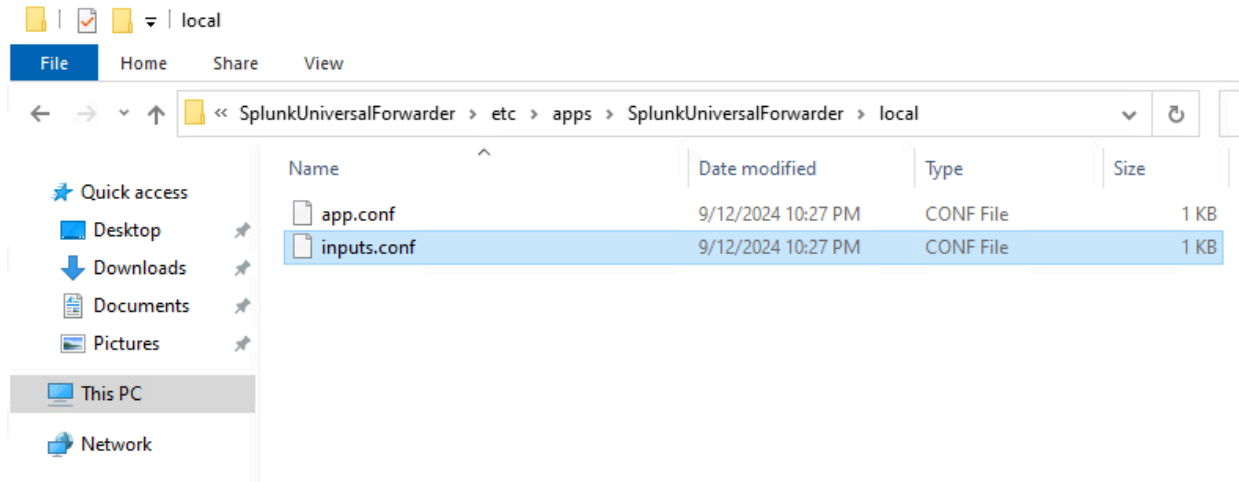 local
File Home Share View
« SplunkUniversalForwarder > etc > apps > SplunkUniversalForwarder > local
Name Date modified Type Size
Quick access
app.conf 9/12/2024 10:27 PM CONF File 1 KB
Desktop
inputs.conf 9/12/2024 10:27 PM CONF File 1 KB
Downloads
Documents
Pictures
This PC
Network